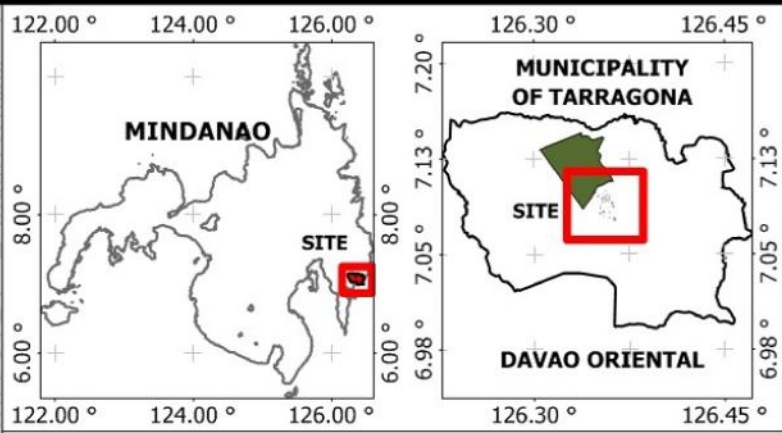 122.00 ° 124.00 ° 126.00 °
MINDANAO
SITE
8.00 °
6.00 °
8.00 °
6.00 °
122.00 ° 124.00 ° 126.00 °
126.30 ° 126.45 °
MUNICIPALITY
OF TARRAGONA
SITE
DAVAO ORIENTAL
7.20 °
7.13 °
7.05 °
6.98 °
7.13 °
7.05 °
6.98 °
126.30 ° 126.45 °